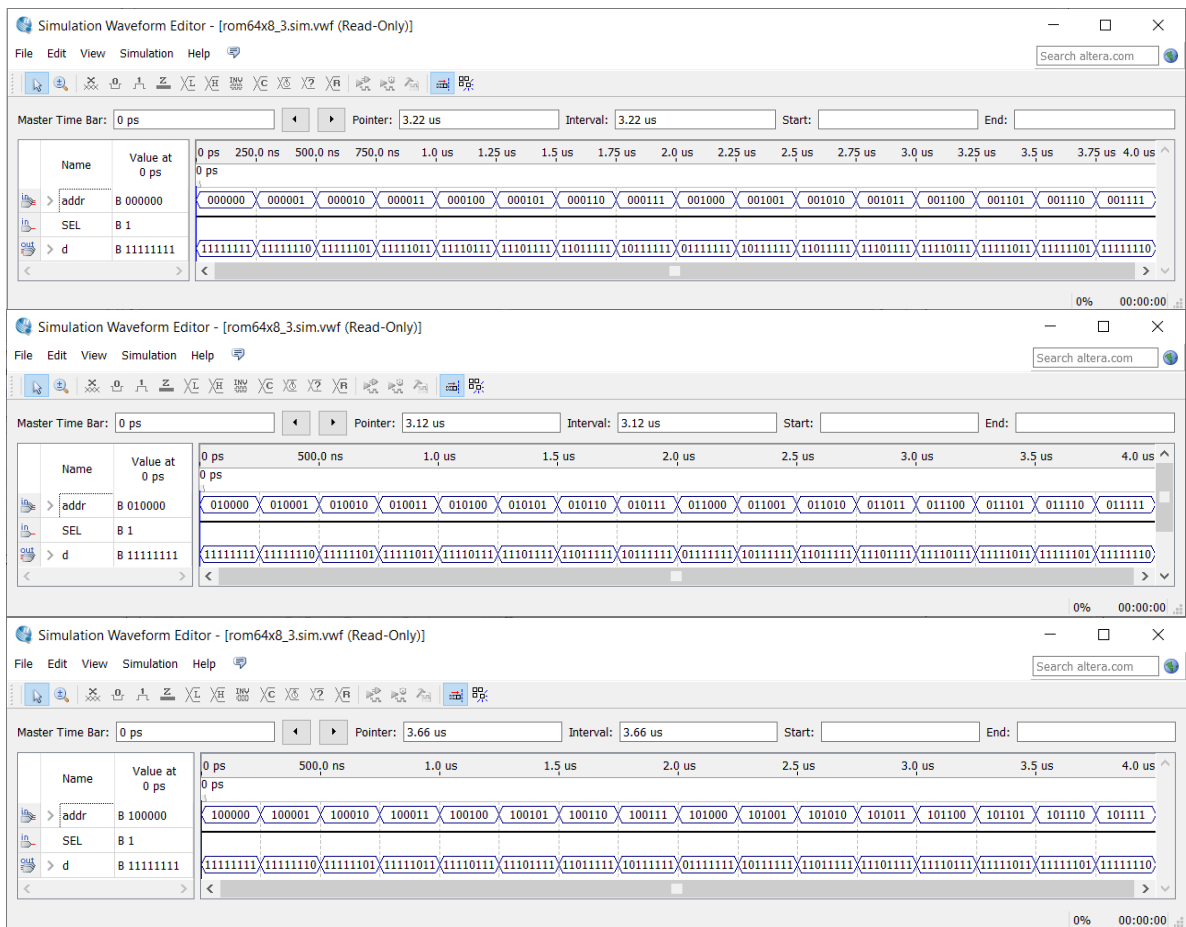 Simulation Waveform Editor - [rom64x8_3.sim.vwf (Read-Only)]
File Edit View Simulation Help
Search altera.com
Master Time Bar: 0 ps Pointer: 3.22 us Interval: 3.22 us Start: End:
Name Value at 0 ps 0 ps 250.0 ns 500.0 ns 750.0 ns 1.0 us 1.25 us 1.5 us 1.75 us 2.0 us 2.25 us 2.5 us 2.75 us 3.0 us 3.25 us 3.5 us 3.75 us 4.0 us
0 ps
addr B 000000 000000 000001 000010 000011 000100 000101 000110 000111 001000 001001 001010 001011 001100 001101 001110 001111
SEL B 1
d B 11111111 11111111 11111110 11111101 11111011 11110111 11101111 11011111 10111111 01111111 10111111 11011111 11101111 11110111 11111011 11111101 11111110
0% 00:00:00
Simulation Waveform Editor - [rom64x8_3.sim.vwf (Read-Only)]
File Edit View Simulation Help
Search altera.com
Master Time Bar: 0 ps Pointer: 3.12 us Interval: 3.12 us Start: End:
Name Value at 0 ps 0 ps 500.0 ns 1.0 us 1.5 us 2.0 us 2.5 us 3.0 us 3.5 us 4.0 us
0 ps
addr B 010000 010000 010001 010010 010011 010100 010101 010110 010111 011000 011001 011010 011011 011100 011101 011110 011111
SEL B 1
d B 11111111 11111111 11111110 11111101 11111011 11110111 11101111 11011111 10111111 01111111 10111111 11011111 11101111 11110111 11111011 11111101 11111110
0% 00:00:00
Simulation Waveform Editor - [rom64x8_3.sim.vwf (Read-Only)]
File Edit View Simulation Help
Search altera.com
Master Time Bar: 0 ps Pointer: 3.66 us Interval: 3.66 us Start: End:
Name Value at 0 ps 0 ps 500.0 ns 1.0 us 1.5 us 2.0 us 2.5 us 3.0 us 3.5 us 4.0 us
0 ps
addr B 100000 100000 100001 100010 100011 100100 100101 100110 100111 101000 101001 101010 101011 101100 101101 101110 101111
SEL B 1
d B 11111111 11111111 11111110 11111101 11111011 11110111 11101111 11011111 10111111 01111111 10111111 11011111 11101111 11110111 11111011 11111101 11111110
0% 00:00:00